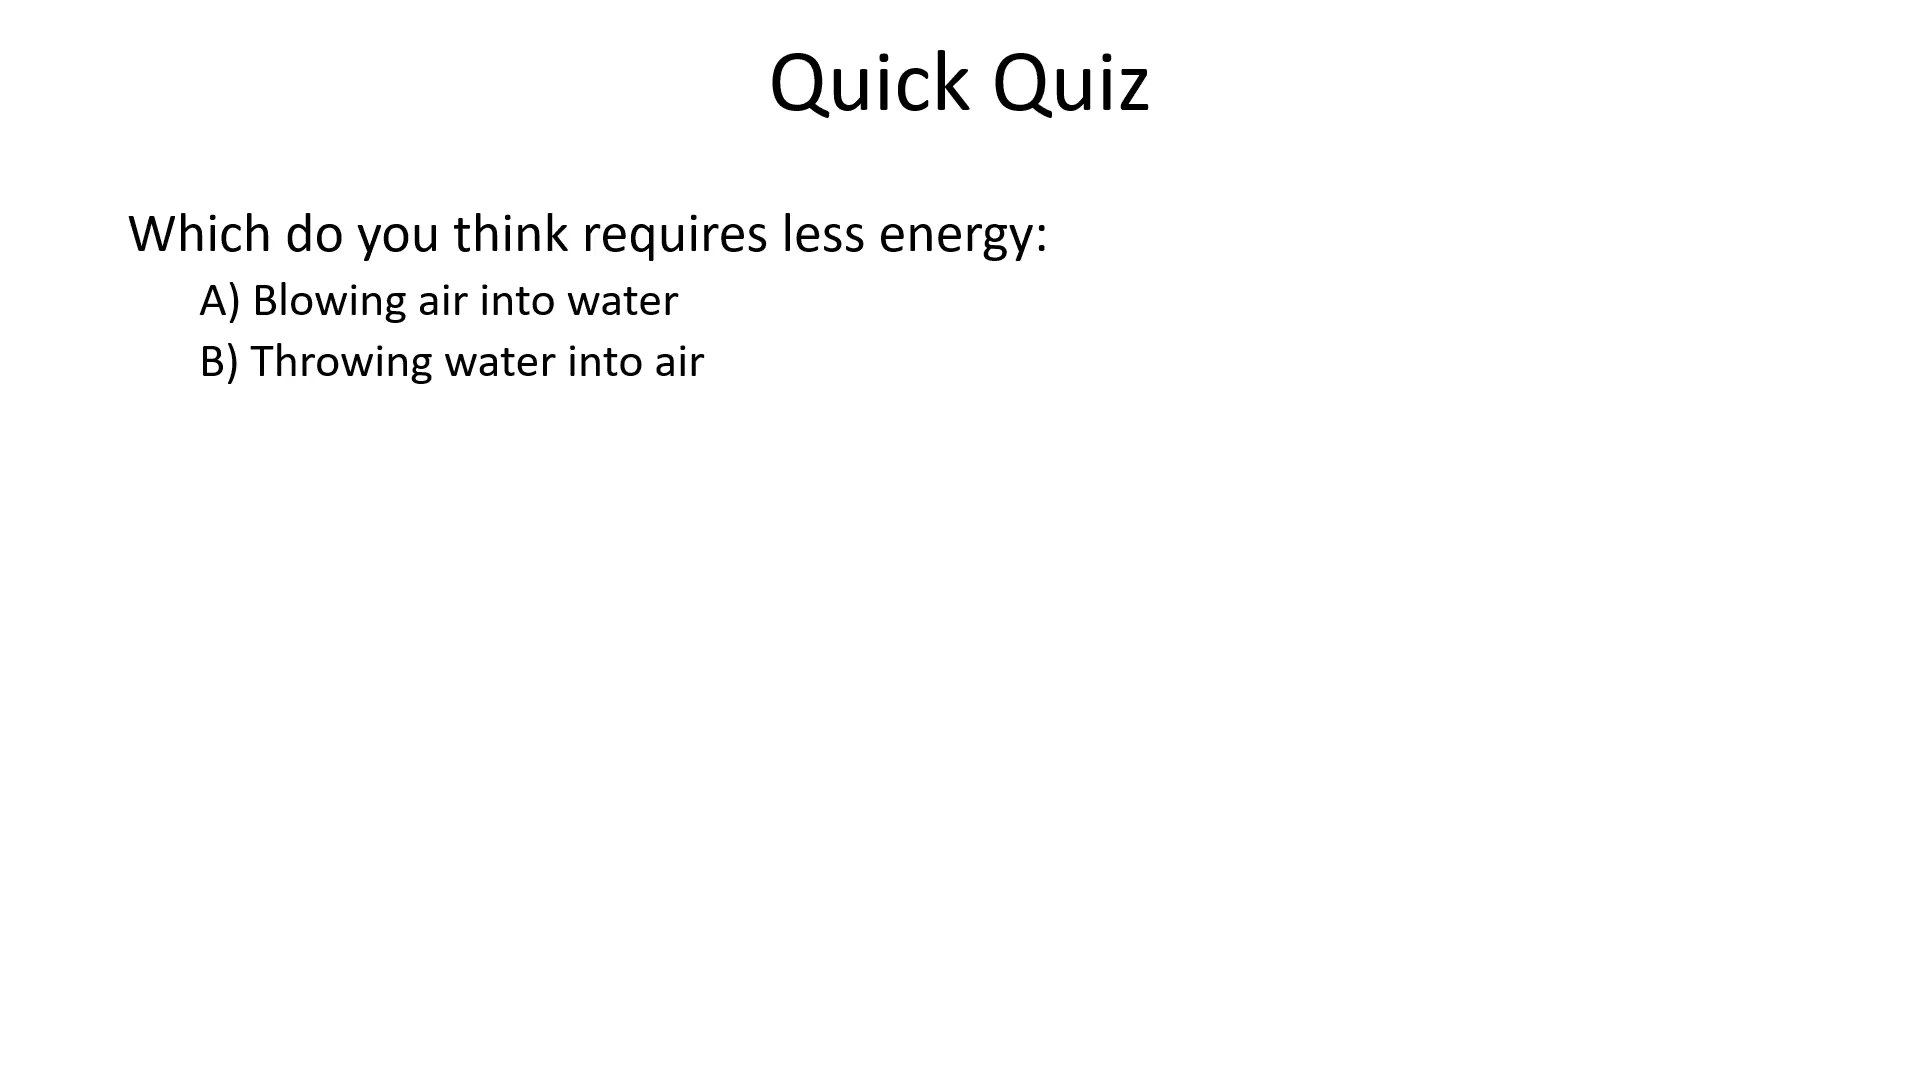 Quick Quiz
Which do you think requires less energy:
A) Blowing air into water
B) Throwing water into air